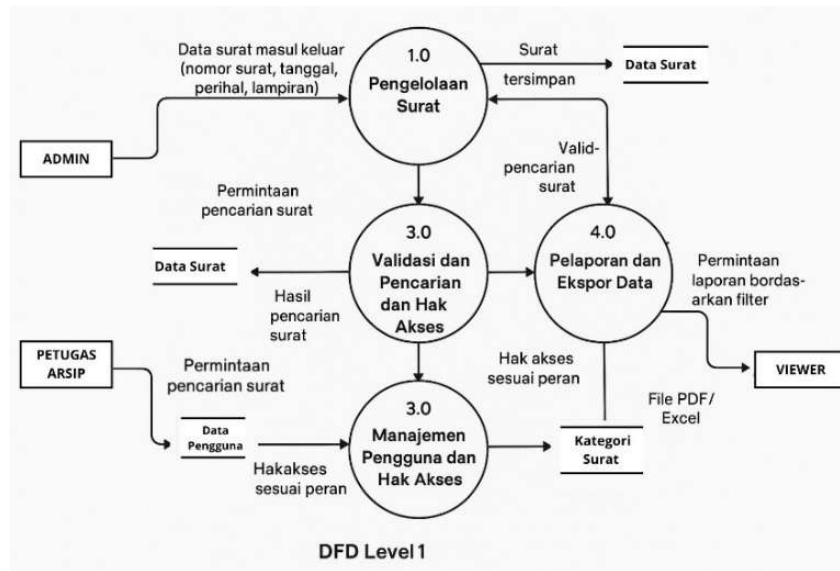 Data surat masul keluar
(nomor surat, tanggal,
perihal, lampiran)
1.0
Pengelolaan
Surat
Surat
tersimpan
Data Surat
ADMIN
Valid-
pencarian
surat
Permintaan
pencarian surat
3.0
Validasi dan
Pencarian
dan Hak
Akses
4.0
Pelaporan dan
Ekspor Data
Data Surat
Hasil
pencarian
surat
Permintaan
laporan bordas-
arkan filter
PETUGAS
ARSIP
Permintaan
pencarian surat
Hak akses
sesuai peran
VIEWER
File PDF/
Excel
Data
Pengguna
Hakakses
sesuai peran
3.0
Manajemen
Pengguna dan
Hak Akses
Kategori
Surat
DFD Level 1